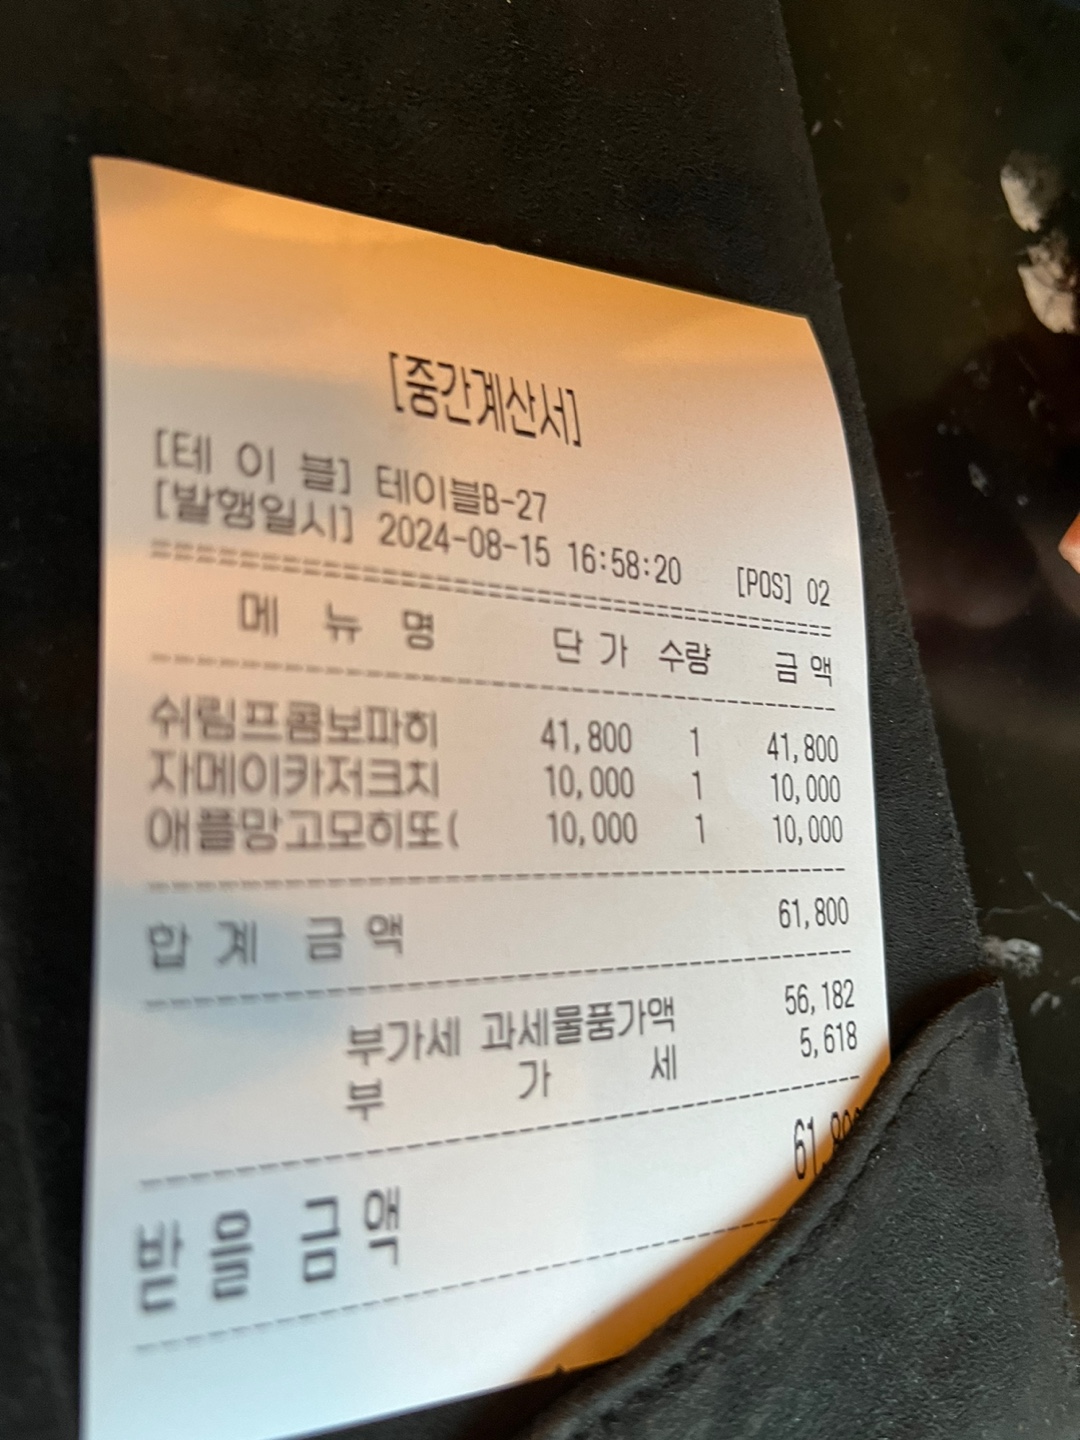 [중간계산서]
[테 이 블] 테이블B-27
[발행일시] 2024-08-15 16:58:20 [POS] 02
메 뉴 명 단 가 수량 금 액
쉬림프콤보파히 41,800 1 41,800
자메이카저크치 10,000 1 10,000
애플망고모히또( 10,000 1 10,000
합 계 금 액 61,800
부가세 과세물품가액 56,182
부 가 세 5,618
받 을 금 액 61,800